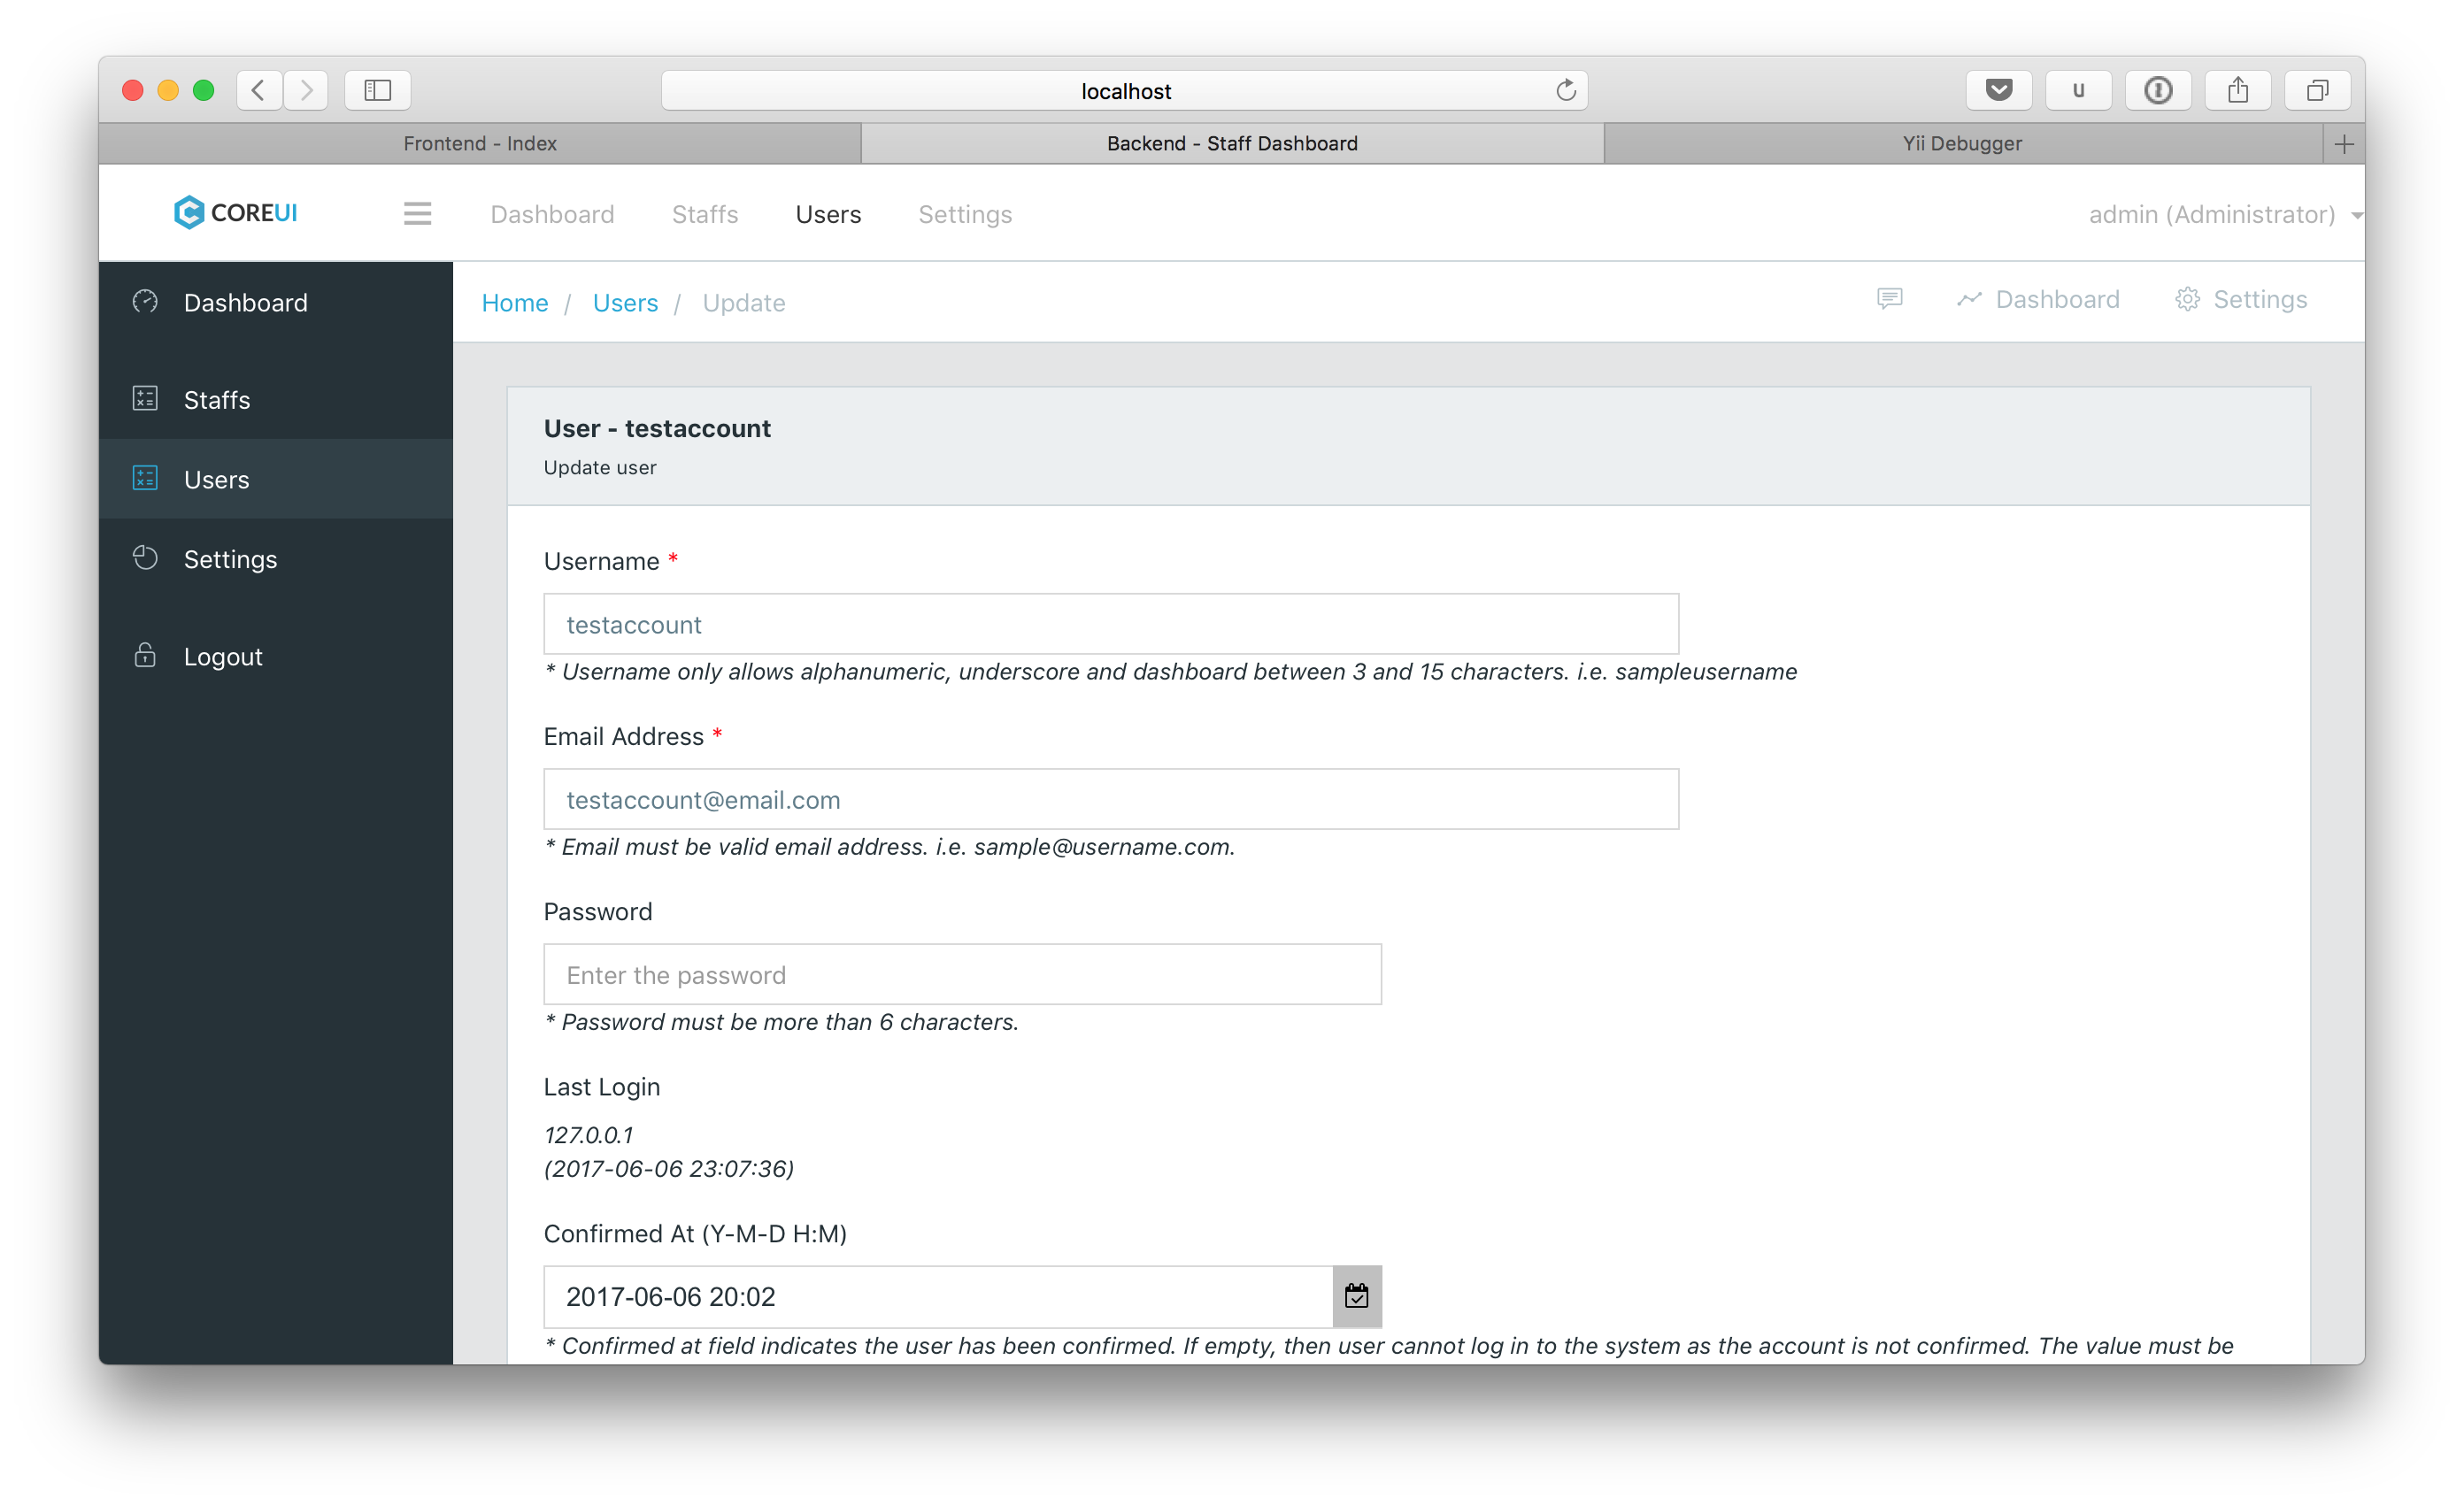 localhost
U
Frontend - Index
Backend - Staff Dashboard
Yii Debugger
COREUI
Dashboard
Staffs
Users
Settings
admin (Administrator)
Dashboard
Staffs
Users
Settings
Logout
Home / Users / Update
Dashboard
Settings
User - testaccount
Update user
Username *
testaccount
* Username only allows alphanumeric, underscore and dashboard between 3 and 15 characters. i.e. sampleusername
Email Address *
testaccount@email.com
* Email must be valid email address. i.e. sample@username.com.
Password
Enter the password
* Password must be more than 6 characters.
Last Login
127.0.0.1
(2017-06-06 23:07:36)
Confirmed At (Y-M-D H:M)
2017-06-06 20:02
* Confirmed at field indicates the user has been confirmed. If empty, then user cannot log in to the system as the account is not confirmed. The value must be